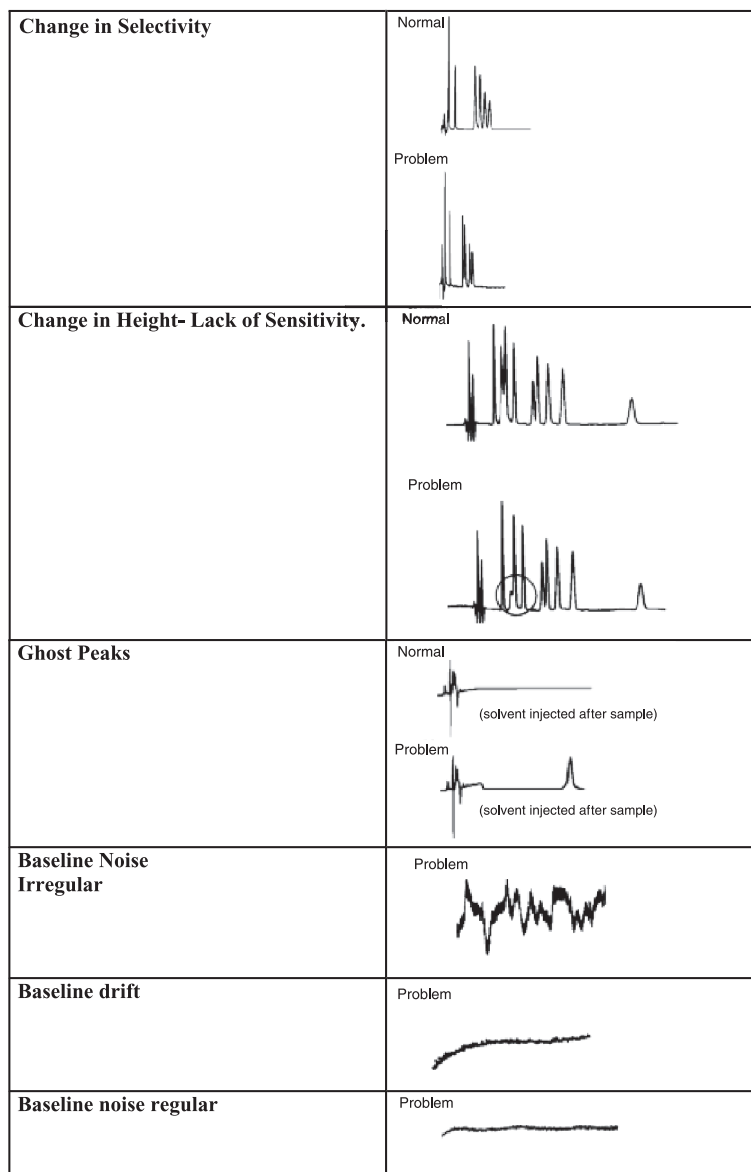 Change in Selectivity
Normal
Problem
Change in Height- Lack of Sensitivity.
Normal
Problem
Ghost Peaks
Normal
(solvent injected after sample)
Problem
(solvent injected after sample)
Baseline Noise
Irregular
Problem
Baseline drift
Problem
Baseline noise regular
Problem